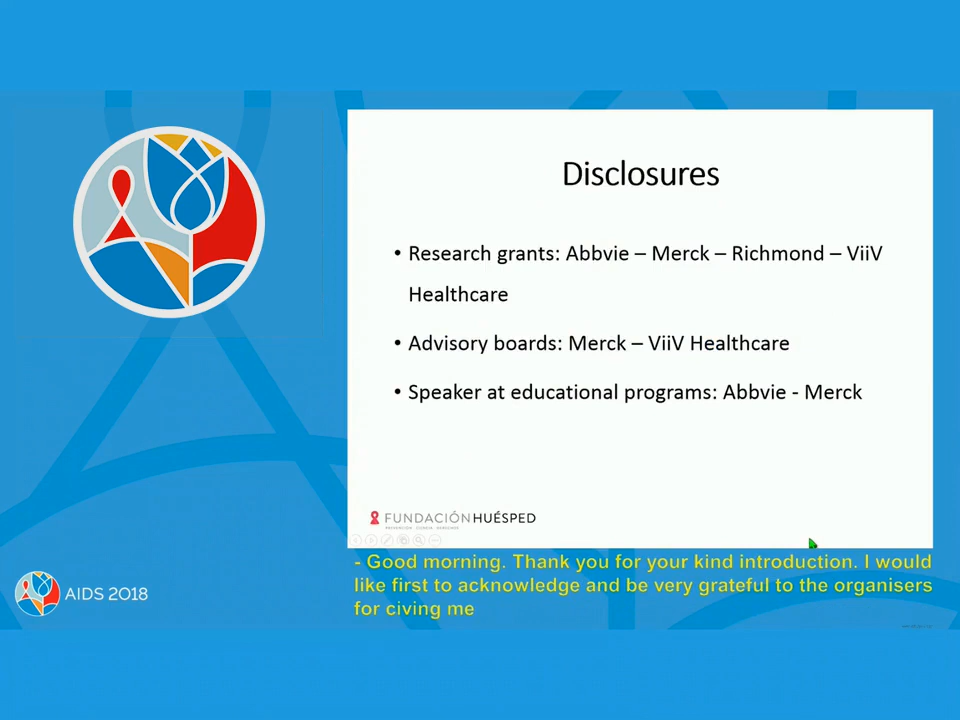 Disclosures
• Research grants: Abbvie – Merck – Richmond – ViiV
Healthcare
• Advisory boards: Merck – ViiV Healthcare
• Speaker at educational programs: Abbvie - Merck
FUNDACIÓN HUÉSPED
- Good morning. Thank you for your kind introduction. I would
like first to acknowledge and be very grateful to the organisers
for civing me
AIDS 2018